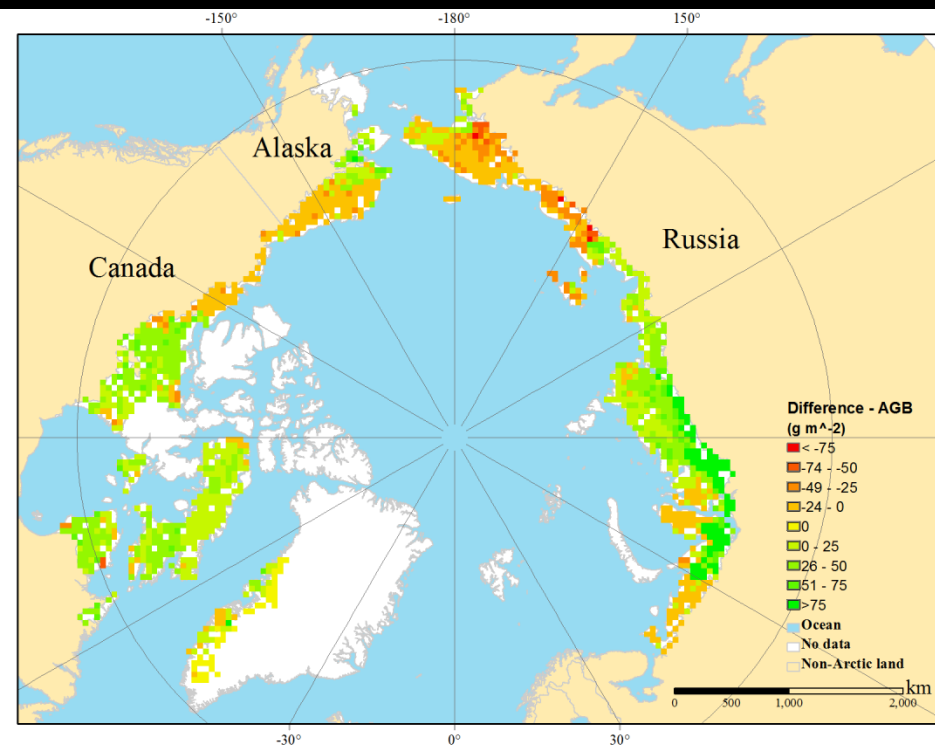 -150°
-180°
150°
Alaska
Russia
Canada
Difference - AGB
(g m^-2)
< -75
-74 - -50
-49 - -25
-24 - 0
0
0 - 25
26 - 50
51 - 75
>75
Ocean
No data
Non-Arctic land
km
0 500 1,000 2,000
-30°
0°
30°